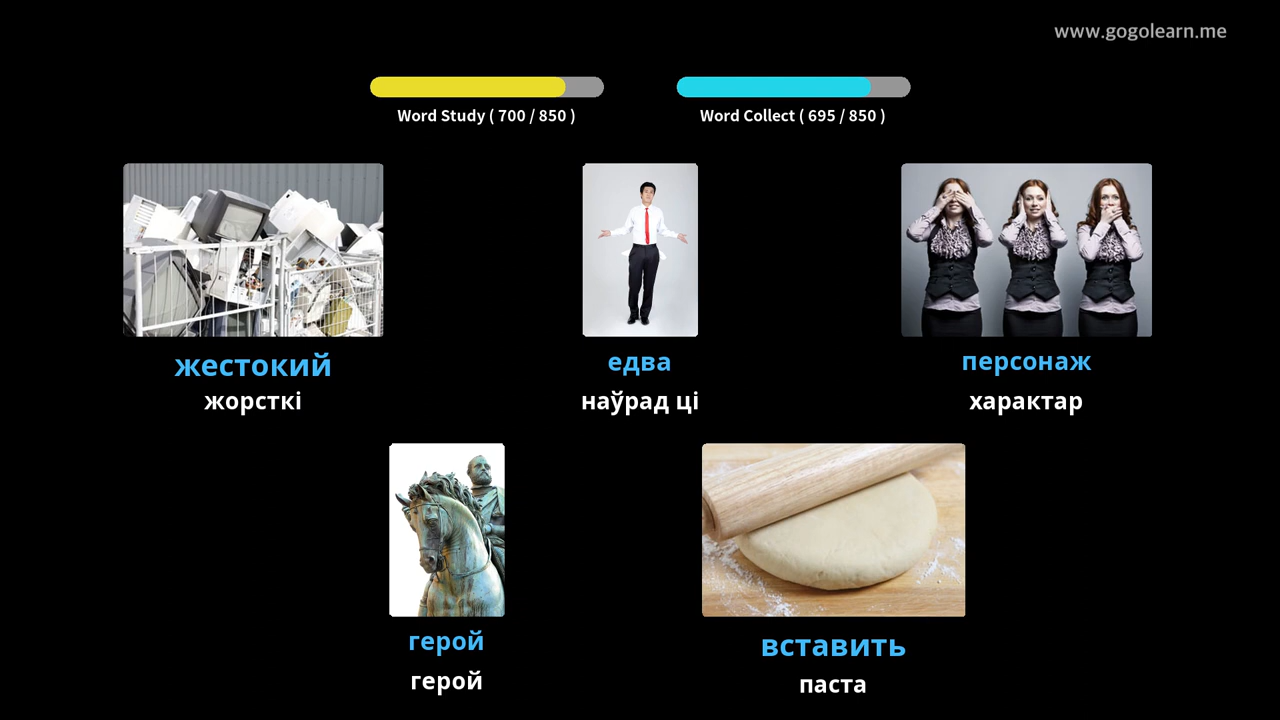 www.gogolearn.me
Word Study ( 700 / 850 )
Word Collect ( 695 / 850 )
жестокий
жорсткі
едва
наўрад ці
персонаж
характар
герой
герой
вставить
паста